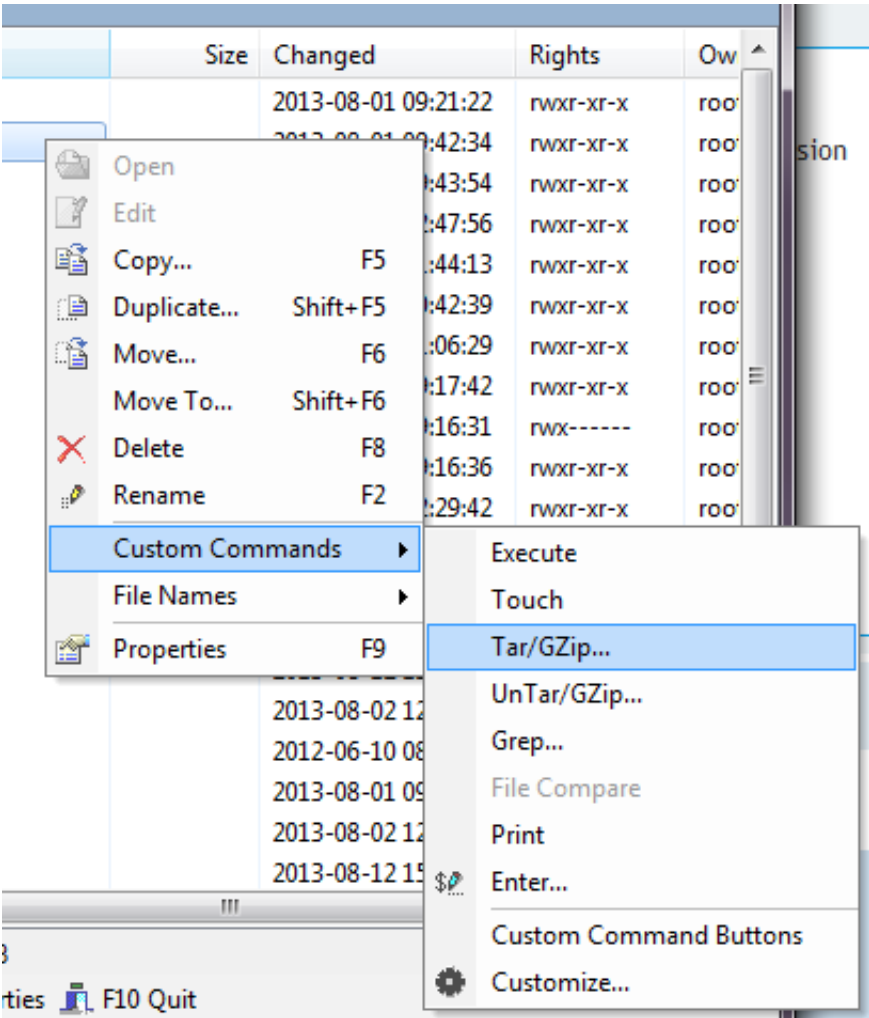 Size Changed Rights Ow
2013-08-01 09:21:22 rwxr-xr-x roo
:42:34 rwxr-xr-x roo
sion
Open
:43:54 rwxr-xr-x roo
Edit
:47:56 rwxr-xr-x roo
Copy... F5
:44:13 rwxr-xr-x roo
Duplicate... Shift+F5
:42:39 rwxr-xr-x roo
Move... F6
:06:29 rwxr-xr-x roo
Move To... Shift+F6
:17:42 rwxr-xr-x roo
:16:31 rwx------ roo
Delete F8
:16:36 rwxr-xr-x roo
Rename F2
:29:42 rwxr-xr-x roo
Custom Commands
Execute
File Names
Touch
Properties F9
Tar/GZip...
UnTar/GZip...
2013-08-02 12
Grep...
2012-06-10 08
File Compare
2013-08-01 09
Print
2013-08-02 12
2013-08-12 15
Enter...
Custom Command Buttons
Customize...
rties F10 Quit